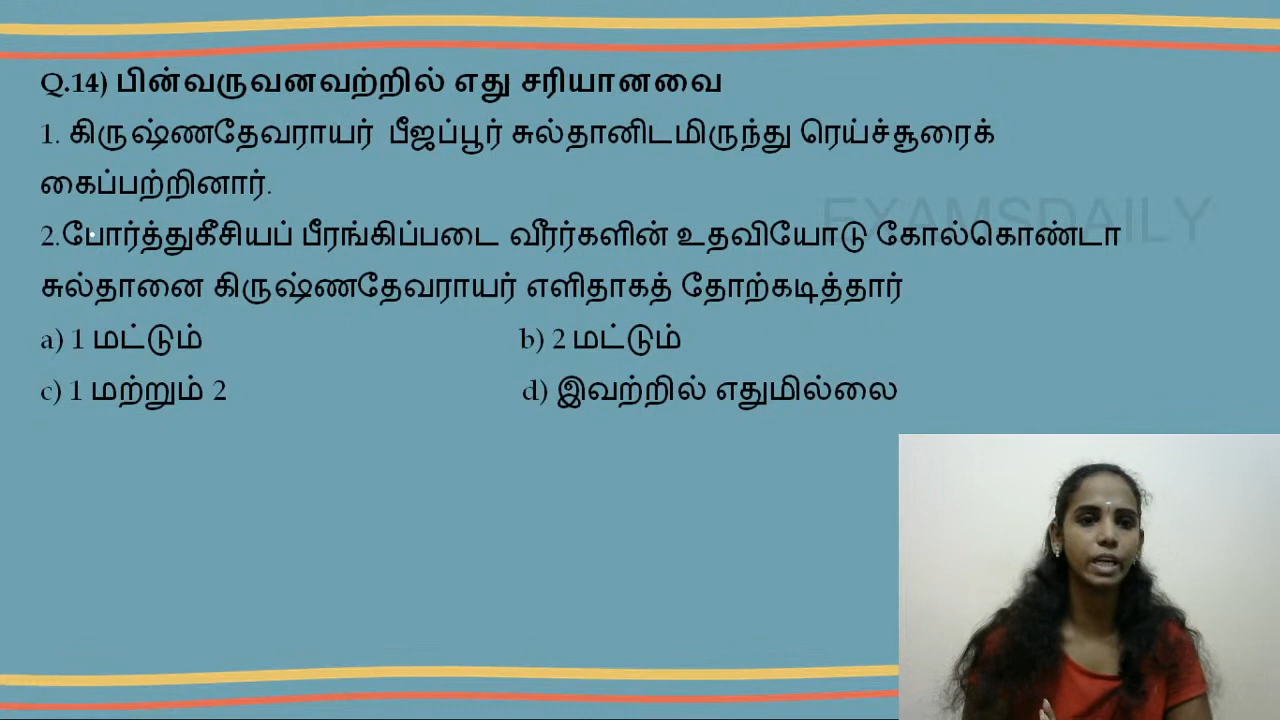 Q.14) பின்வருவனவற்றில் எது சரியானவை
1. கிருஷ்ணதேவராயர் பீஜப்பூர் சுல்தானிடமிருந்து ரெய்ச்சூரைக்
கைப்பற்றினார்.
EXAMSDAILY
2.போர்த்துகீசியப் பீரங்கிப்படை வீரர்களின் உதவியோடு கோல்கொண்டா
சுல்தானை கிருஷ்ணதேவராயர் எளிதாகத் தோற்கடித்தார்
a) 1 மட்டும் b) 2 மட்டும்
c) 1 மற்றும் 2 d) இவற்றில் எதுமில்லை